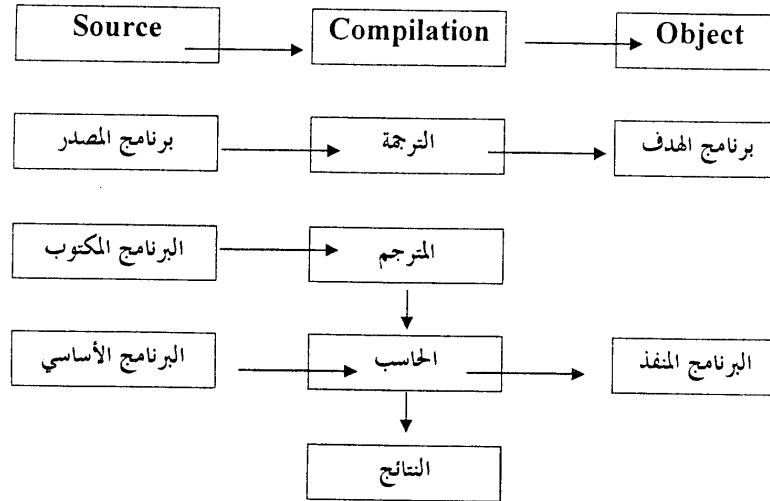 Source
Compilation
Object
برنامج المصدر
الترجمة
برنامج الهدف
البرنامج المكتوب
المترجم
البرنامج الأساسي
الحاسب
البرنامج المنفذ
النتائج